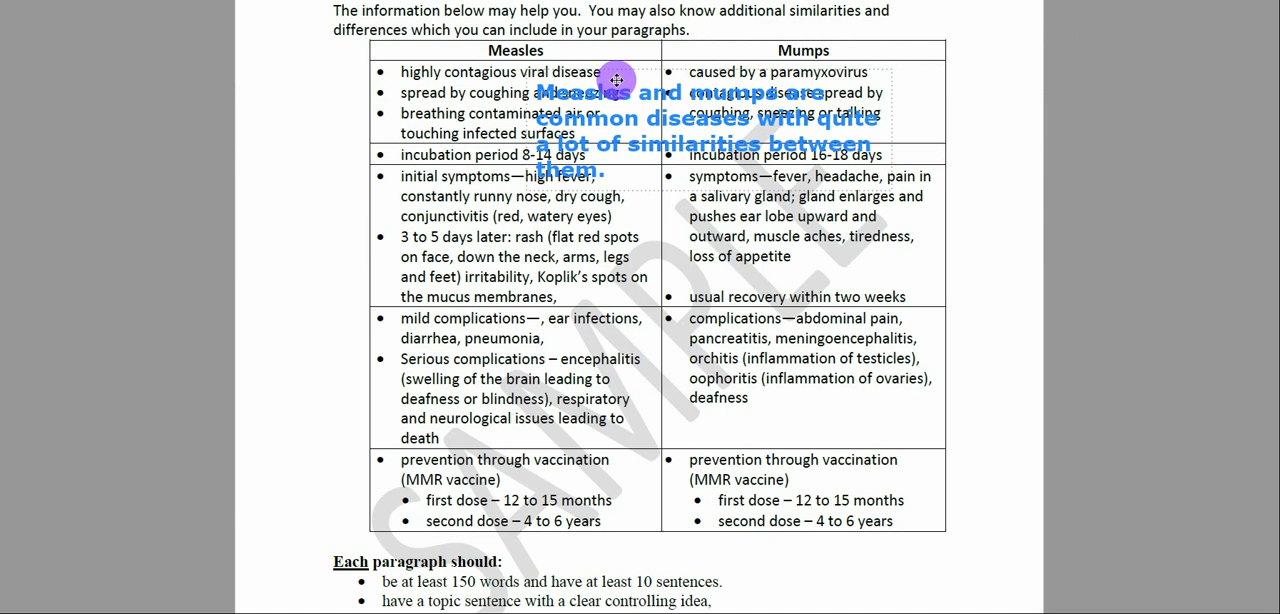 The information below may help you.  You may also know additional similarities and
differences which you can include in your paragraphs.
Measles
Mumps
• highly contagious viral disease
• spread by coughing and sneezing
• breathing contaminated air or
touching infected surfaces
• caused by a paramyxovirus
• contagious disease spread by
coughing, sneezing or talking
Measles and mumps are
common diseases with quite
a lot of similarities between
them.
• incubation period 8-14 days
• incubation period 16-18 days
• initial symptoms—high fever,
constantly runny nose, dry cough,
conjunctivitis (red, watery eyes)
• 3 to 5 days later: rash (flat red spots
on face, down the neck, arms, legs
and feet) irritability, Koplik’s spots on
the mucus membranes,
• symptoms—fever, headache, pain in
a salivary gland; gland enlarges and
pushes ear lobe upward and
outward, muscle aches, tiredness,
loss of appetite
• usual recovery within two weeks
• mild complications—, ear infections,
diarrhea, pneumonia,
• Serious complications – encephalitis
(swelling of the brain leading to
deafness or blindness), respiratory
and neurological issues leading to
death
• complications—abdominal pain,
pancreatitis, meningoencephalitis,
orchitis (inflammation of testicles),
oophoritis (inflammation of ovaries),
deafness
• prevention through vaccination
(MMR vaccine)
• first dose – 12 to 15 months
• second dose – 4 to 6 years
• prevention through vaccination
(MMR vaccine)
• first dose – 12 to 15 months
• second dose – 4 to 6 years
SAMPLE
Each paragraph should:
• be at least 150 words and have at least 10 sentences.
• have a topic sentence with a clear controlling idea,